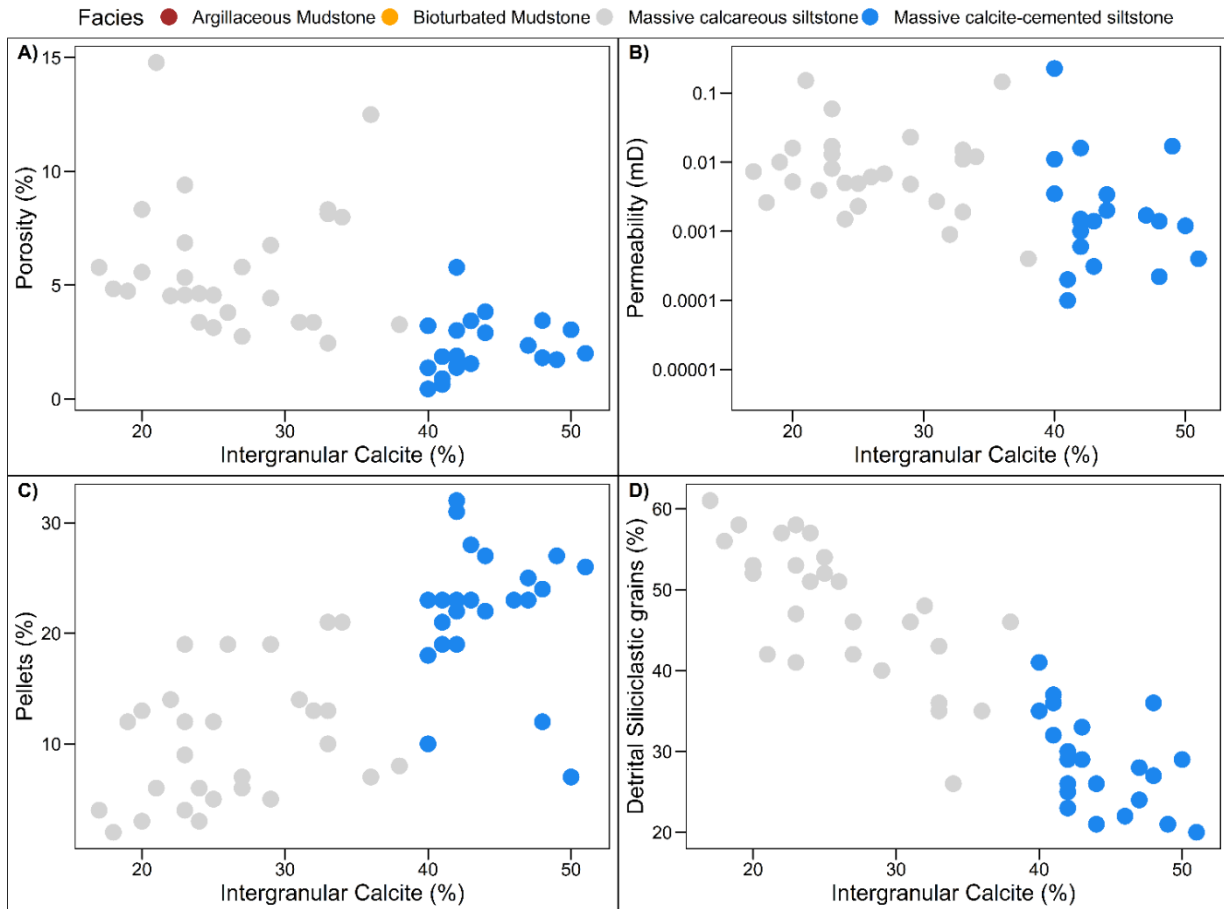 Facies Argillaceous Mudstone Bioturbated Mudstone Massive calcareous siltstone Massive calcite-cemented siltstone
A)
15
10
5
0
Porosity (%)
20 30 40 50
Intergranular Calcite (%)
B)
0.1
0.01
0.001
0.0001
0.00001
Permeability (mD)
20 30 40 50
Intergranular Calcite (%)
C)
30
20
10
Pellets (%)
20 30 40 50
Intergranular Calcite (%)
D)
60
50
40
30
20
Detrital Siliciclastic grains (%)
20 30 40 50
Intergranular Calcite (%)